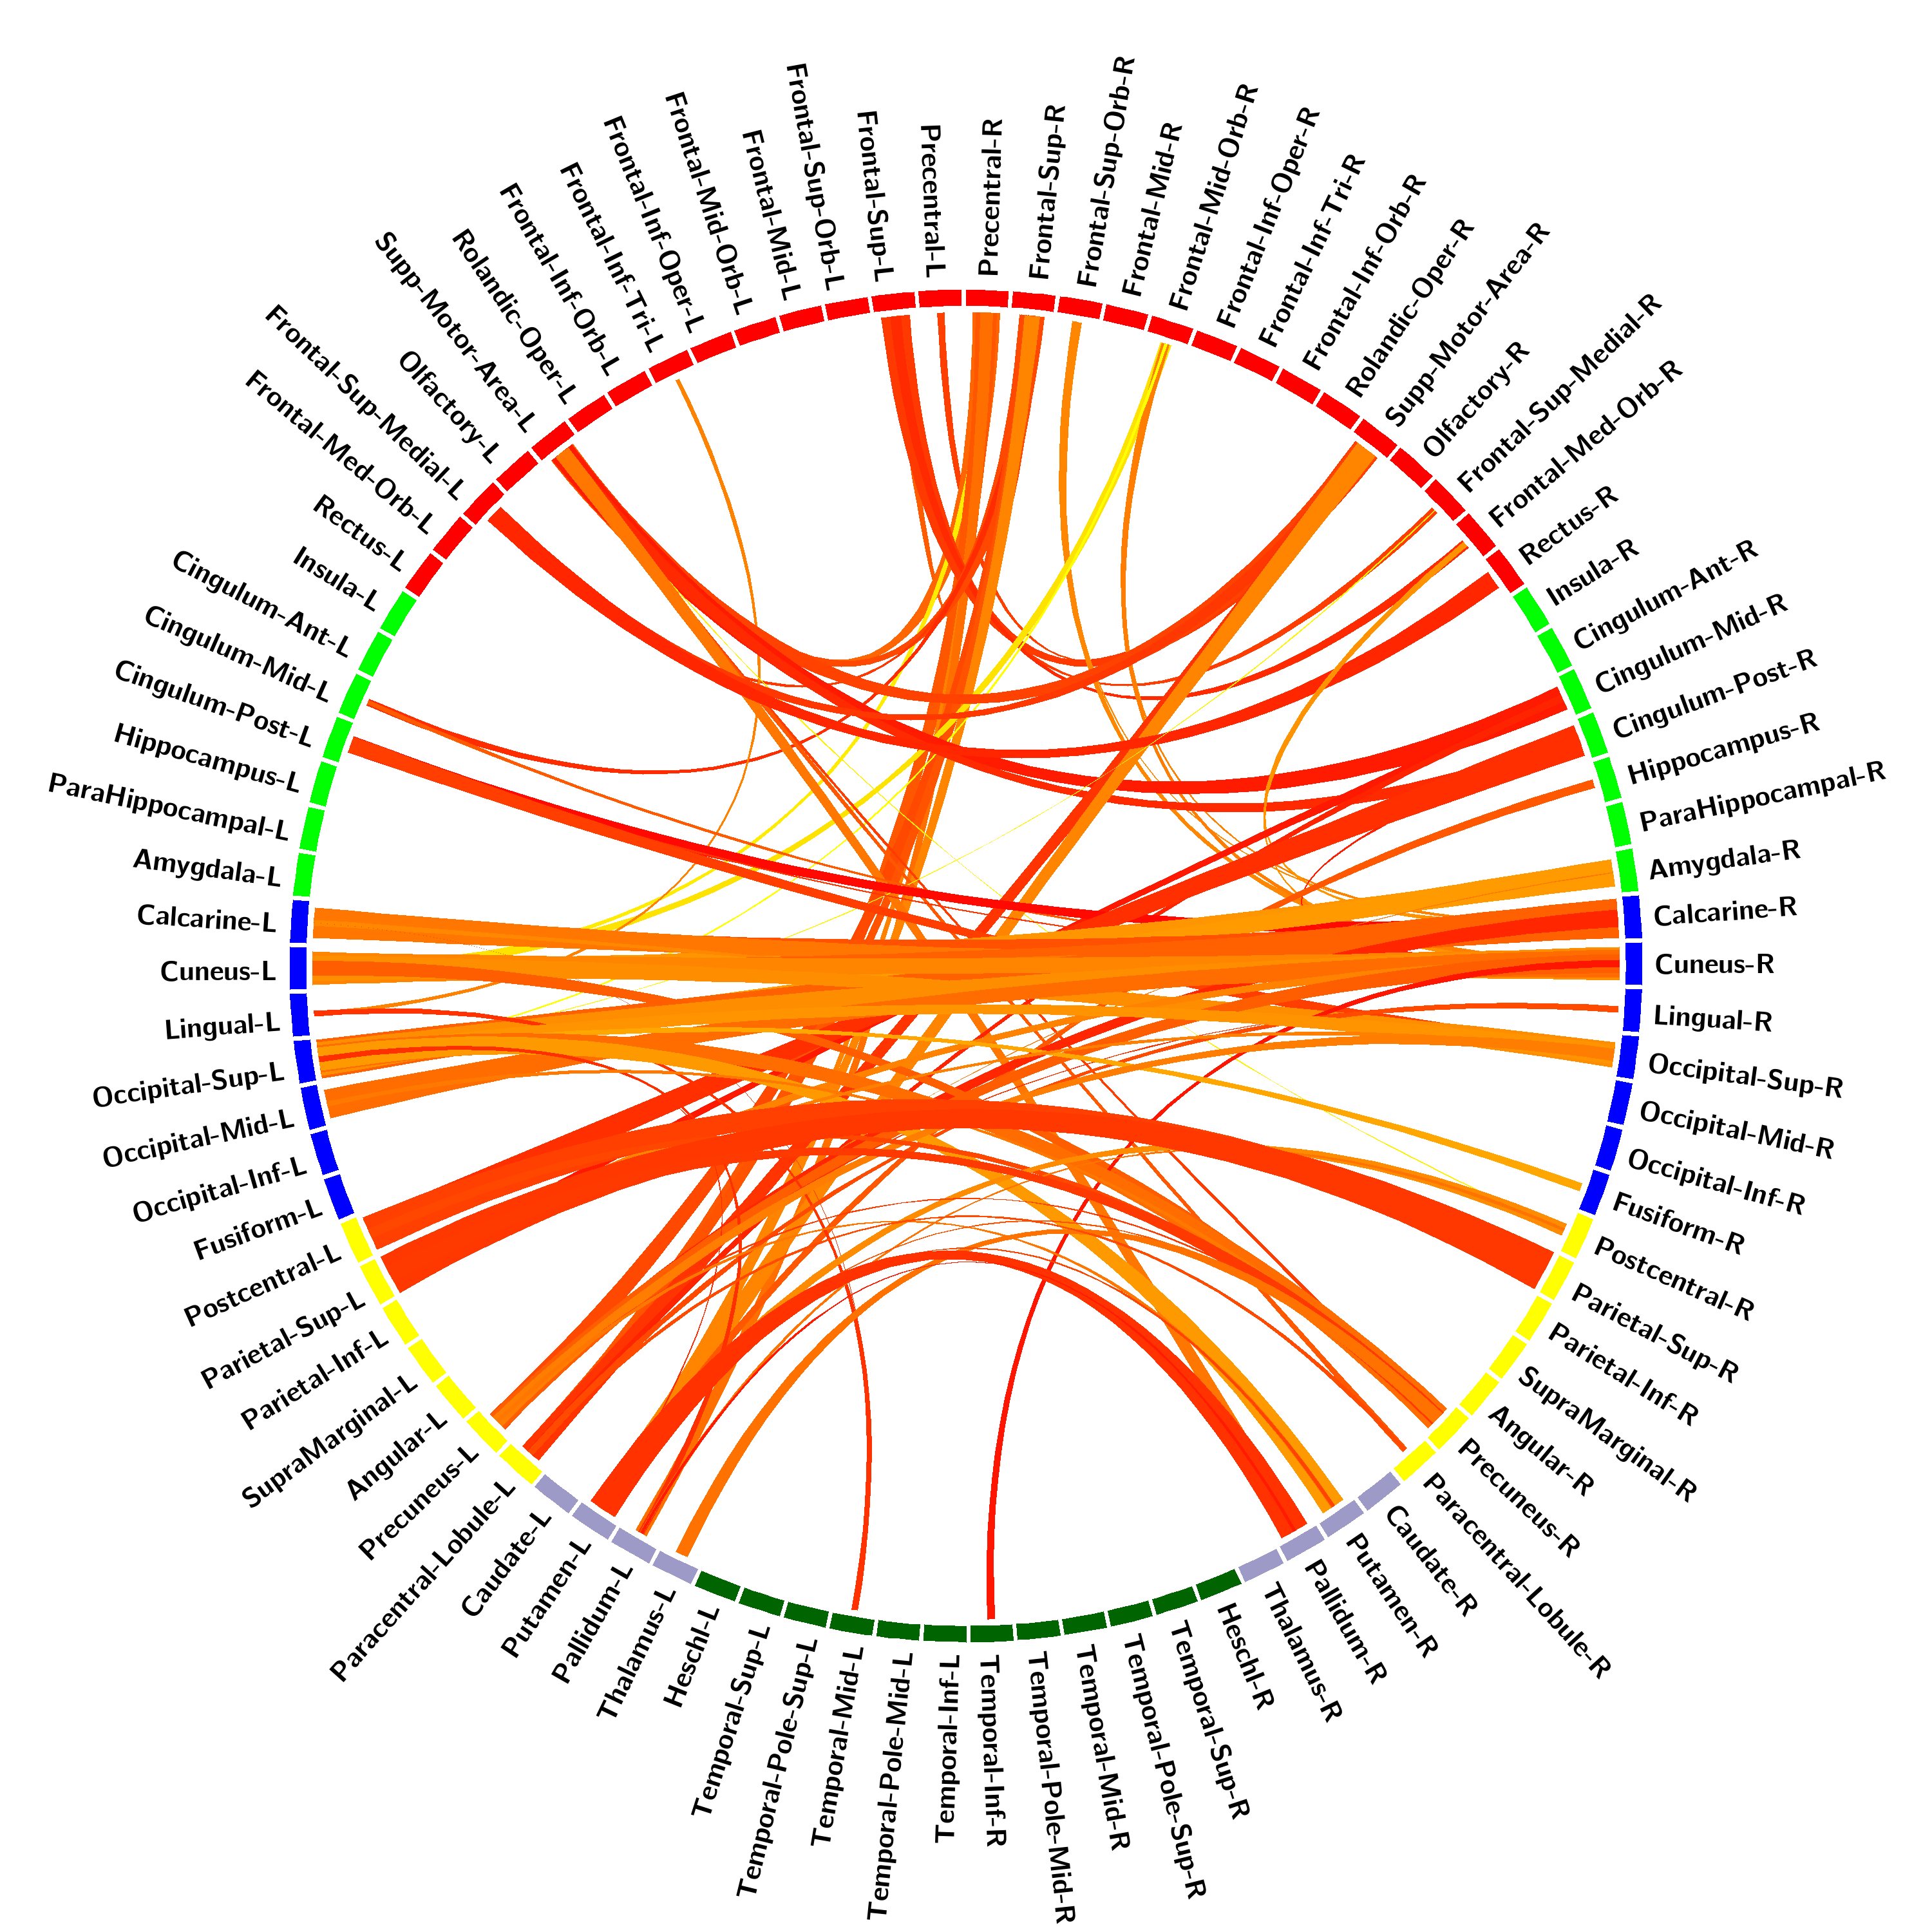 Precentral-R
Frontal-Sup-R
Frontal-Sup-Orb-R
Frontal-Mid-R
Frontal-Mid-Orb-R
Frontal-Inf-Oper-R
Frontal-Inf-Tri-R
Frontal-Inf-Orb-R
Rolandic-Oper-R
Supp-Motor-Area-R
Olfactory-R
Frontal-Sup-Medial-R
Frontal-Med-Orb-R
Rectus-R
Insula-R
Cingulum-Ant-R
Cingulum-Mid-R
Cingulum-Post-R
Hippocampus-R
ParaHippocampal-R
Amygdala-R
Calcarine-R
Cuneus-R
Lingual-R
Occipital-Sup-R
Occipital-Mid-R
Occipital-Inf-R
Fusiform-R
Postcentral-R
Parietal-Sup-R
Parietal-Inf-R
SupraMarginal-R
Angular-R
Precuneus-R
Paracentral-Lobule-R
Caudate-R
Putamen-R
Pallidum-R
Thalamus-R
Heschl-R
Temporal-Sup-R
Temporal-Pole-Sup-R
Temporal-Mid-R
Temporal-Pole-Mid-R
Temporal-Inf-R
Temporal-Inf-L
Temporal-Pole-Mid-L
Temporal-Mid-L
Temporal-Pole-Sup-L
Temporal-Sup-L
Heschl-L
Thalamus-L
Pallidum-L
Putamen-L
Caudate-L
Paracentral-Lobule-L
Precuneus-L
Angular-L
SupraMarginal-L
Parietal-Inf-L
Parietal-Sup-L
Postcentral-L
Fusiform-L
Occipital-Inf-L
Occipital-Mid-L
Occipital-Sup-L
Lingual-L
Cuneus-L
Calcarine-L
Amygdala-L
ParaHippocampal-L
Hippocampus-L
Cingulum-Post-L
Cingulum-Mid-L
Cingulum-Ant-L
Insula-L
Rectus-L
Frontal-Med-Orb-L
Frontal-Sup-Medial-L
Olfactory-L
Supp-Motor-Area-L
Rolandic-Oper-L
Frontal-Inf-Orb-L
Frontal-Inf-Tri-L
Frontal-Inf-Oper-L
Frontal-Mid-Orb-L
Frontal-Mid-L
Frontal-Sup-Orb-L
Frontal-Sup-L
Precentral-L